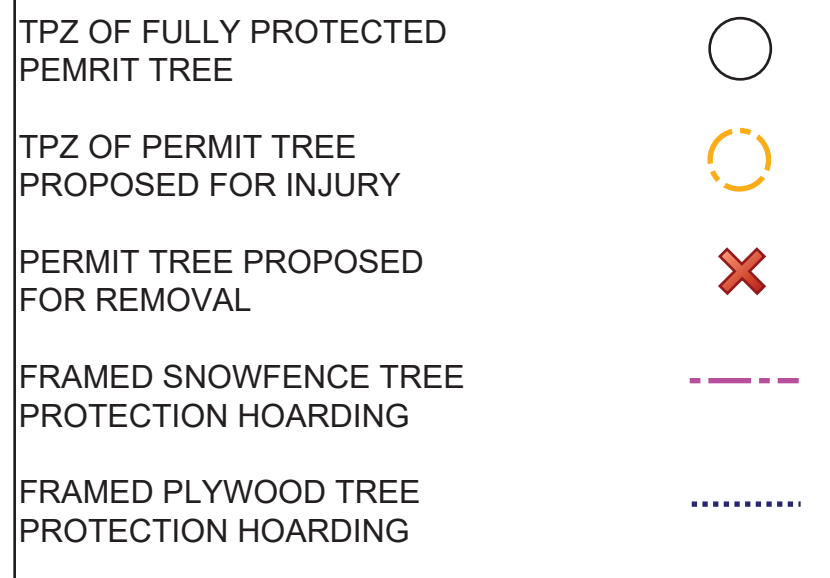 TPZ OF FULLY PROTECTED
PEMRIT TREE
TPZ OF PERMIT TREE
PROPOSED FOR INJURY
PERMIT TREE PROPOSED
FOR REMOVAL
FRAMED SNOWFENCE TREE
PROTECTION HOARDING
FRAMED PLYWOOD TREE
PROTECTION HOARDING